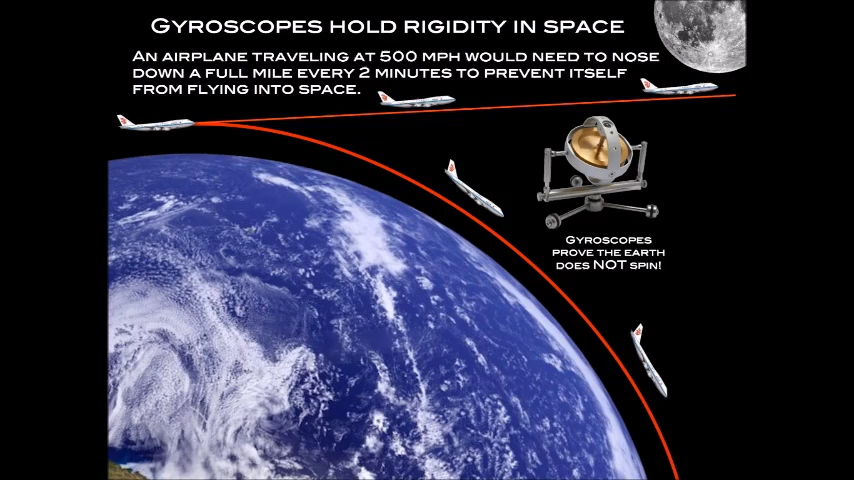 Gyroscopes hold rigidity in space
An airplane traveling at 500 mph would need to nose
down a full mile every 2 minutes to prevent itself
from flying into space.
Gyroscopes
prove the earth
does NOT spin!